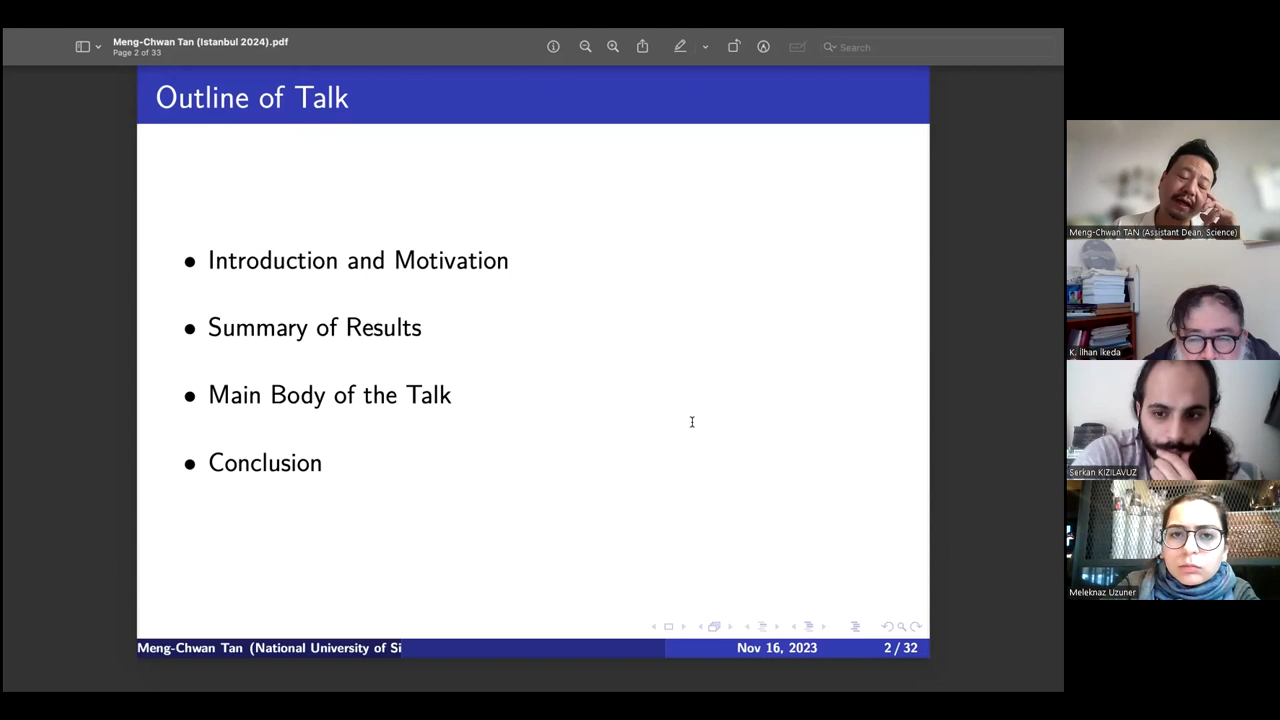 Meng-Chwan Tan (Istanbul 2024).pdf
Page 2 of 33
Search
Outline of Talk
• Introduction and Motivation
• Summary of Results
• Main Body of the Talk
• Conclusion
Meng-Chwan Tan (National University of Si
Nov 16, 2023
2 / 32
Meng-Chwan TAN (Assistant Dean, Science)
K. İlhan İkeda
Serkan KIZILAVUZ
Meleknaz Uzuner